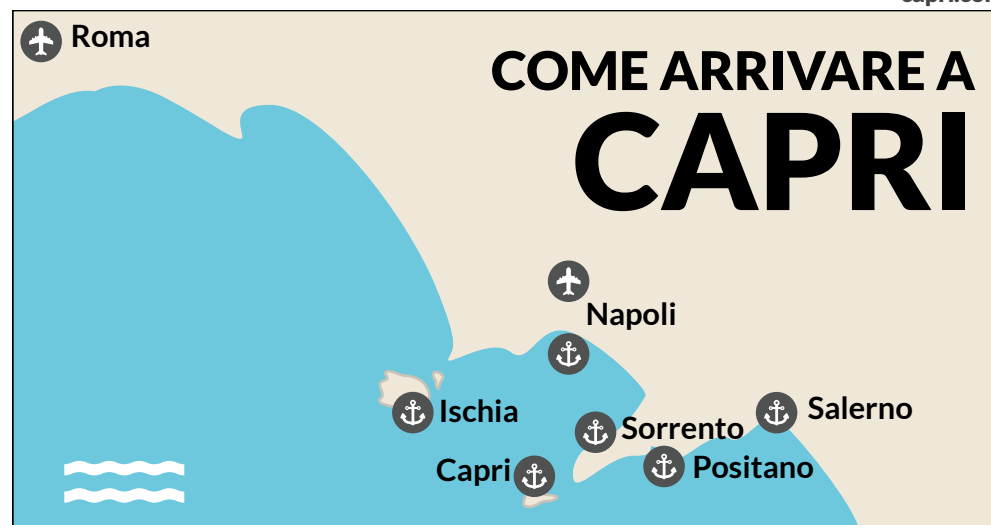 Roma
COME ARRIVARE A
CAPRI
Napoli
Ischia
Salerno
Sorrento
Capri
Positano